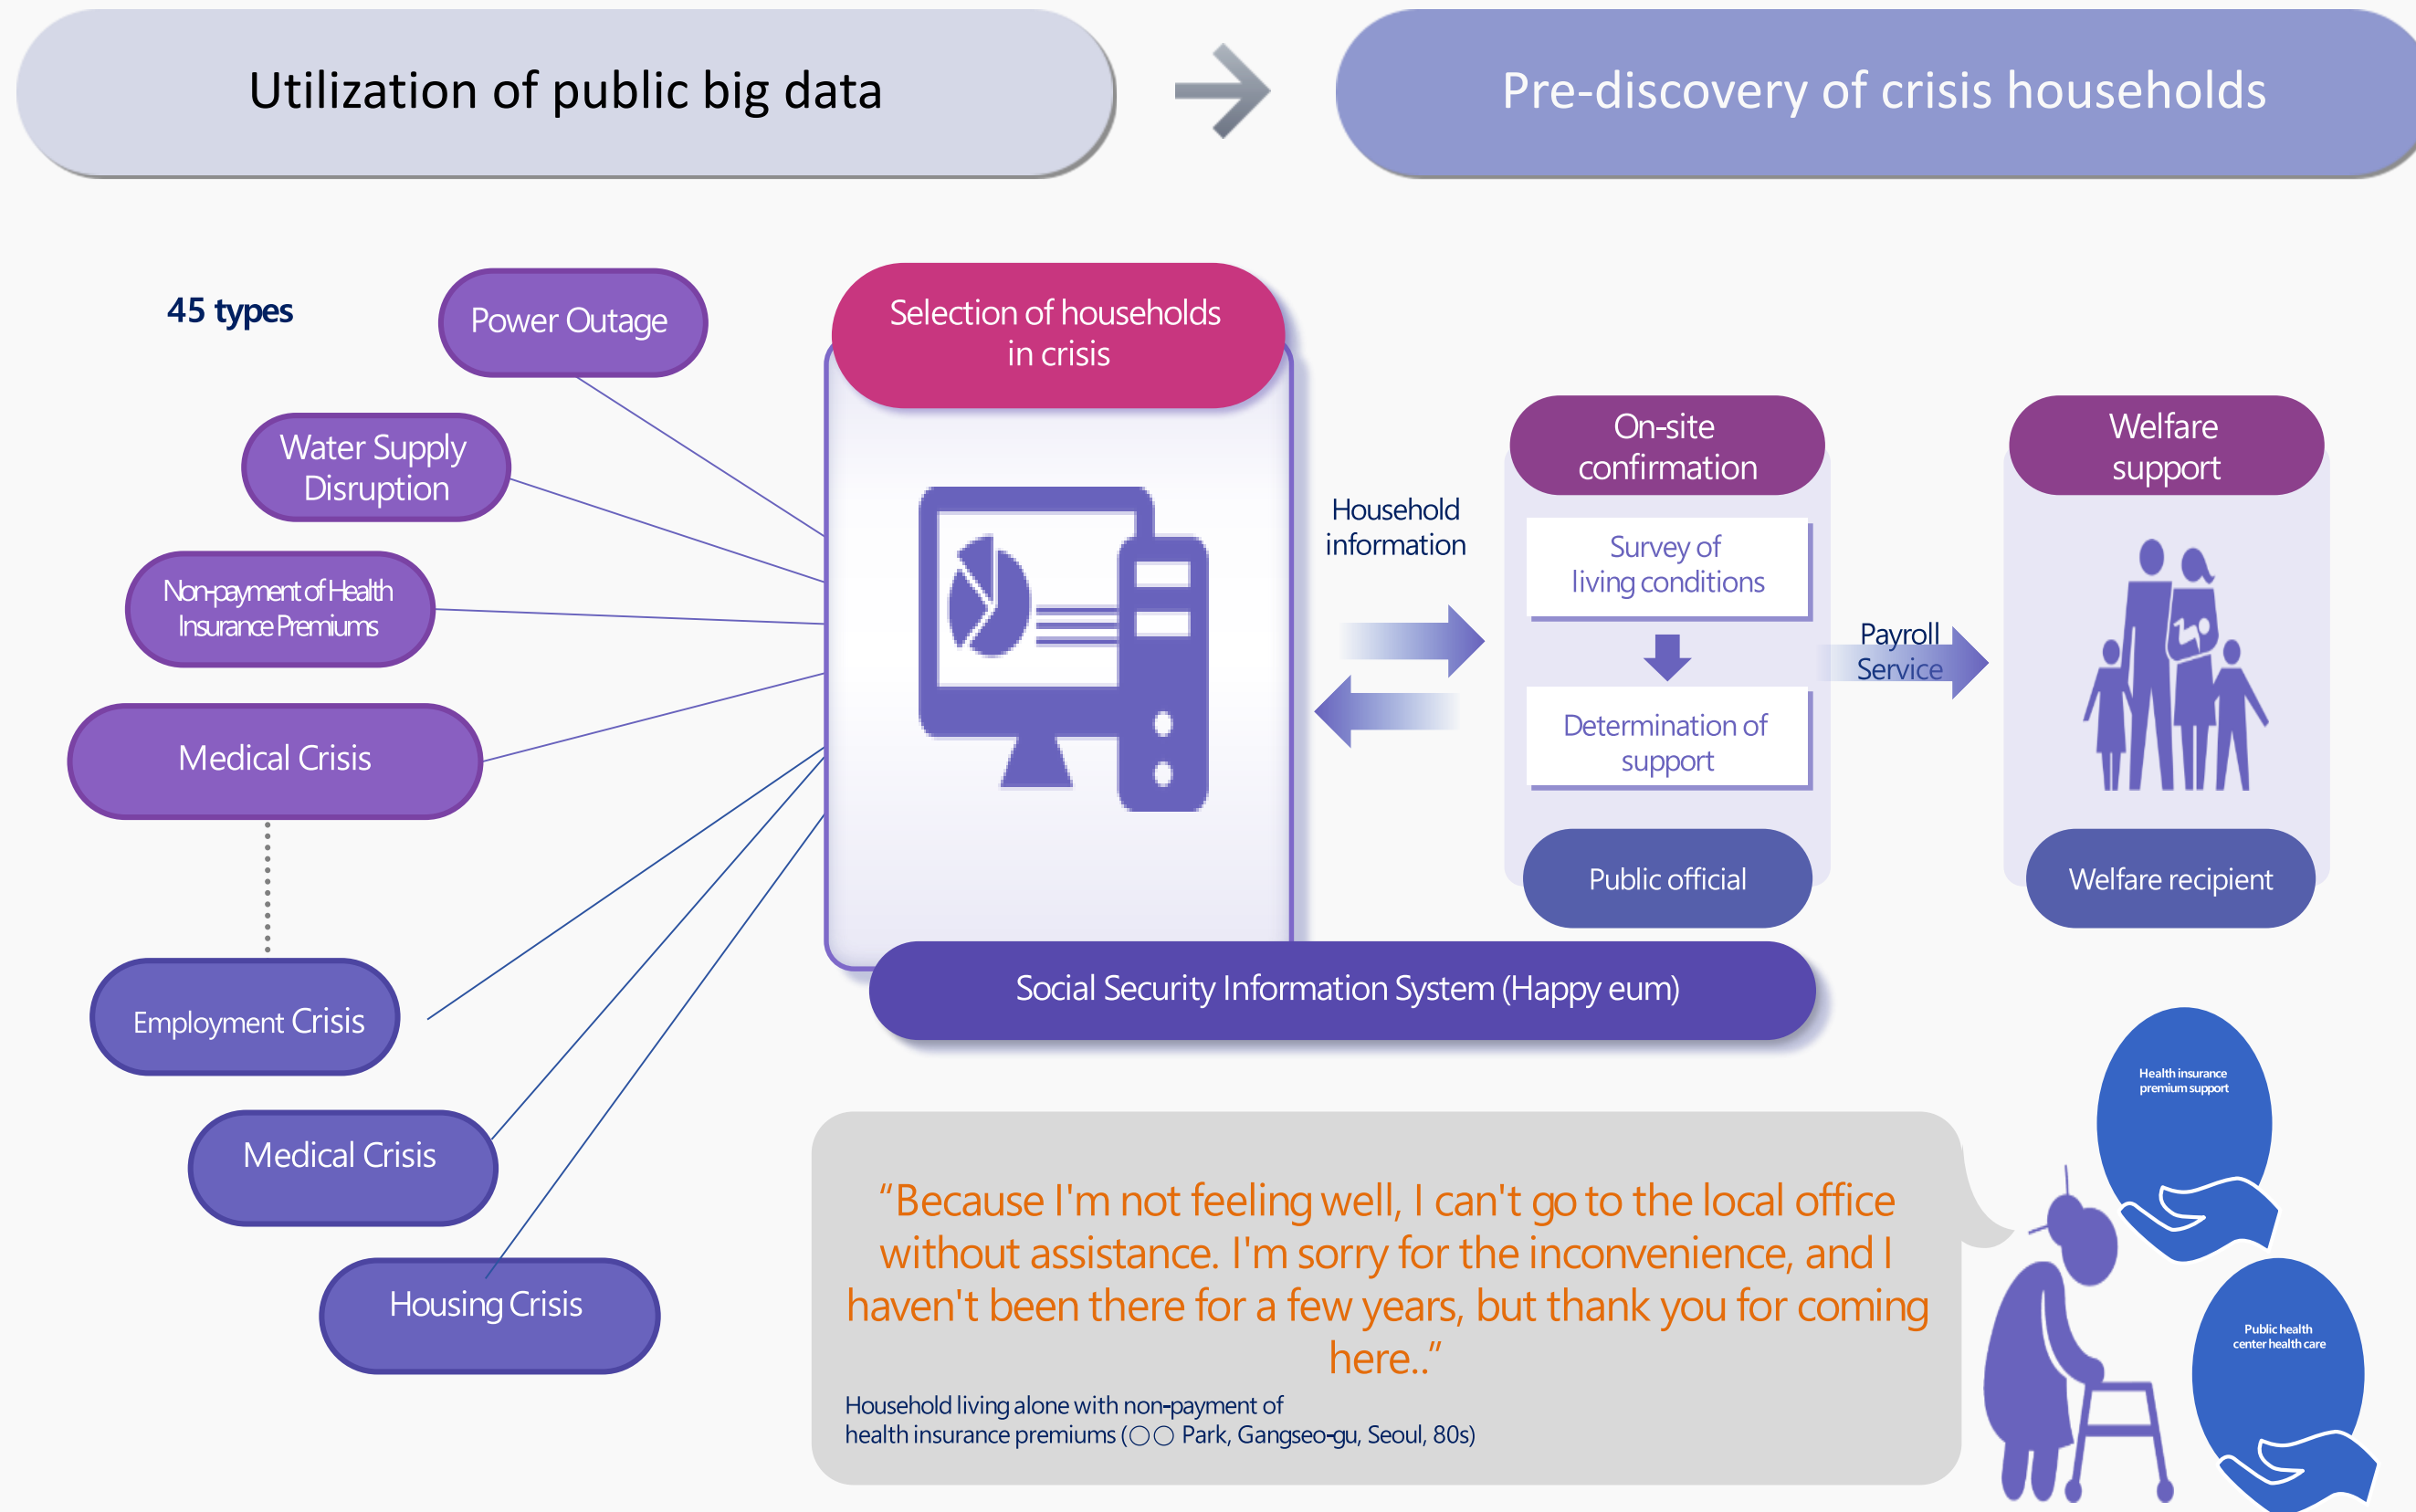 Utilization of public big data
Pre-discovery of crisis households
45 types
Power Outage
Water Supply
Disruption
Non-payment of Health
Insurance Premiums
Medical Crisis
Employment Crisis
Medical Crisis
Housing Crisis
Selection of households
in crisis
Household
information
On-site
confirmation
Survey of
living conditions
Determination of
support
Public official
Payroll
Service
Welfare
support
Welfare recipient
Social Security Information System (Happy eum)
“Because I'm not feeling well, I can't go to the local office
without assistance. I'm sorry for the inconvenience, and I
haven't been there for a few years, but thank you for coming
here..”
Household living alone with non-payment of
health insurance premiums (○○ Park, Gangseo-gu, Seoul, 80s)
Health insurance
premium support
Public health
center health care